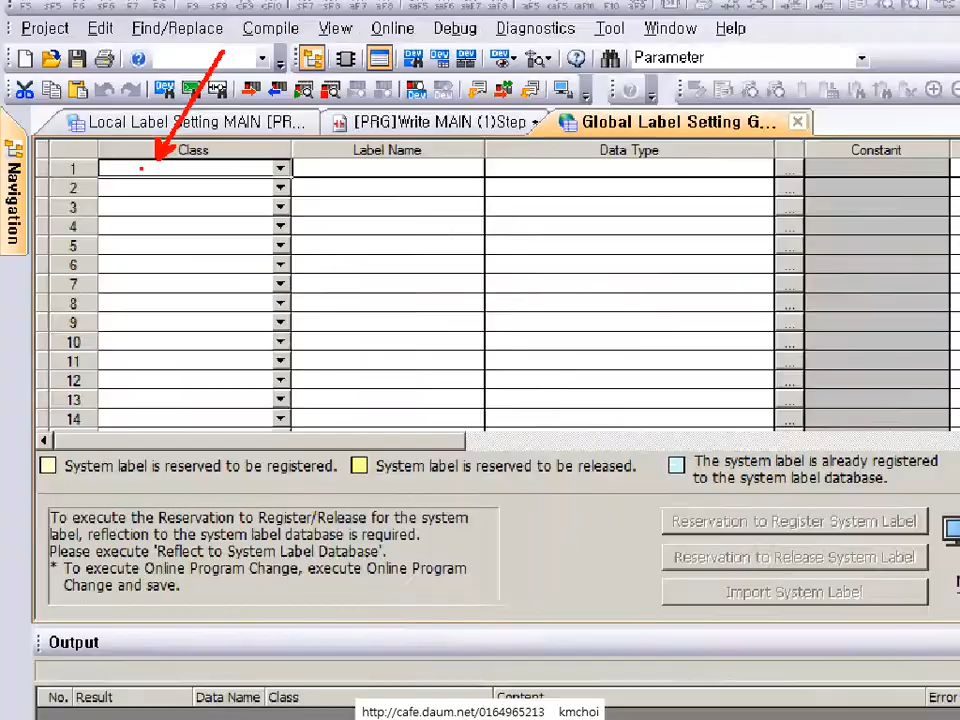 Project Edit Find/Replace Compile View Online Debug Diagnostics Tool Window Help
Parameter
Local Label Setting MAIN [PR... [PRG]Write MAIN (1)Step Global Label Setting G...
Navigation
Class Label Name Data Type Constant
1
2
3
4
5
6
7
8
9
10
11
12
13
14
System label is reserved to be registered. System label is reserved to be released. The system label is already registered
to the system label database.
To execute the Reservation to Register/Release for the system
label, reflection to the system label database is required.
Please execute 'Reflect to System Label Database'.
* To execute Online Program Change, execute Online Program
Change and save.
Reservation to Register System Label
Reservation to Release System Label
Import System Label
Output
No. Result Data Name Class Content Error
http://cafe.daum.net/0164965213 kmchoi